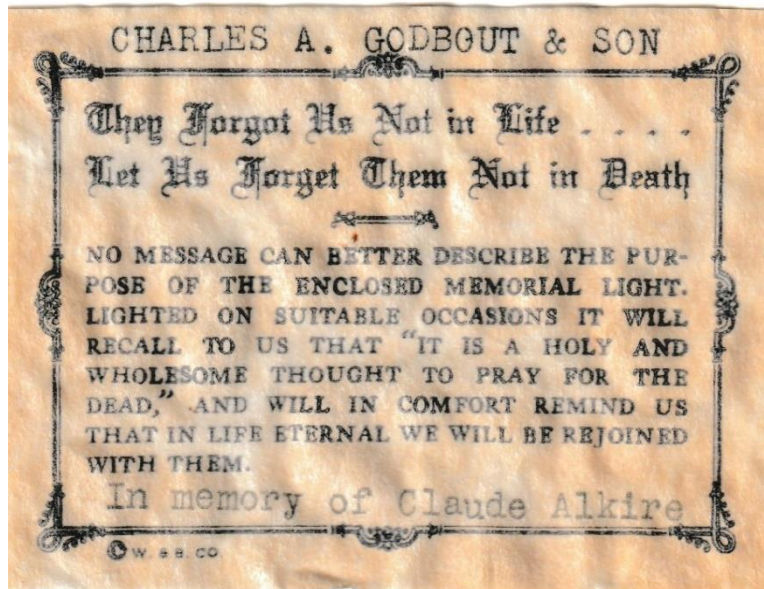 CHARLES A. GODBOUT & SON
They Forgot Us Not in Life . . . .
Let Us Forget Them Not in Death
NO MESSAGE CAN BETTER DESCRIBE THE PUR-
POSE OF THE ENCLOSED MEMORIAL LIGHT.
LIGHTED ON SUITABLE OCCASIONS IT WILL
RECALL TO US THAT "IT IS A HOLY AND
WHOLESOME THOUGHT TO PRAY FOR THE
DEAD," AND WILL IN COMFORT REMIND US
THAT IN LIFE ETERNAL WE WILL BE REJOINED
WITH THEM.
In memory of Claude Alkire
© W. & B. CO